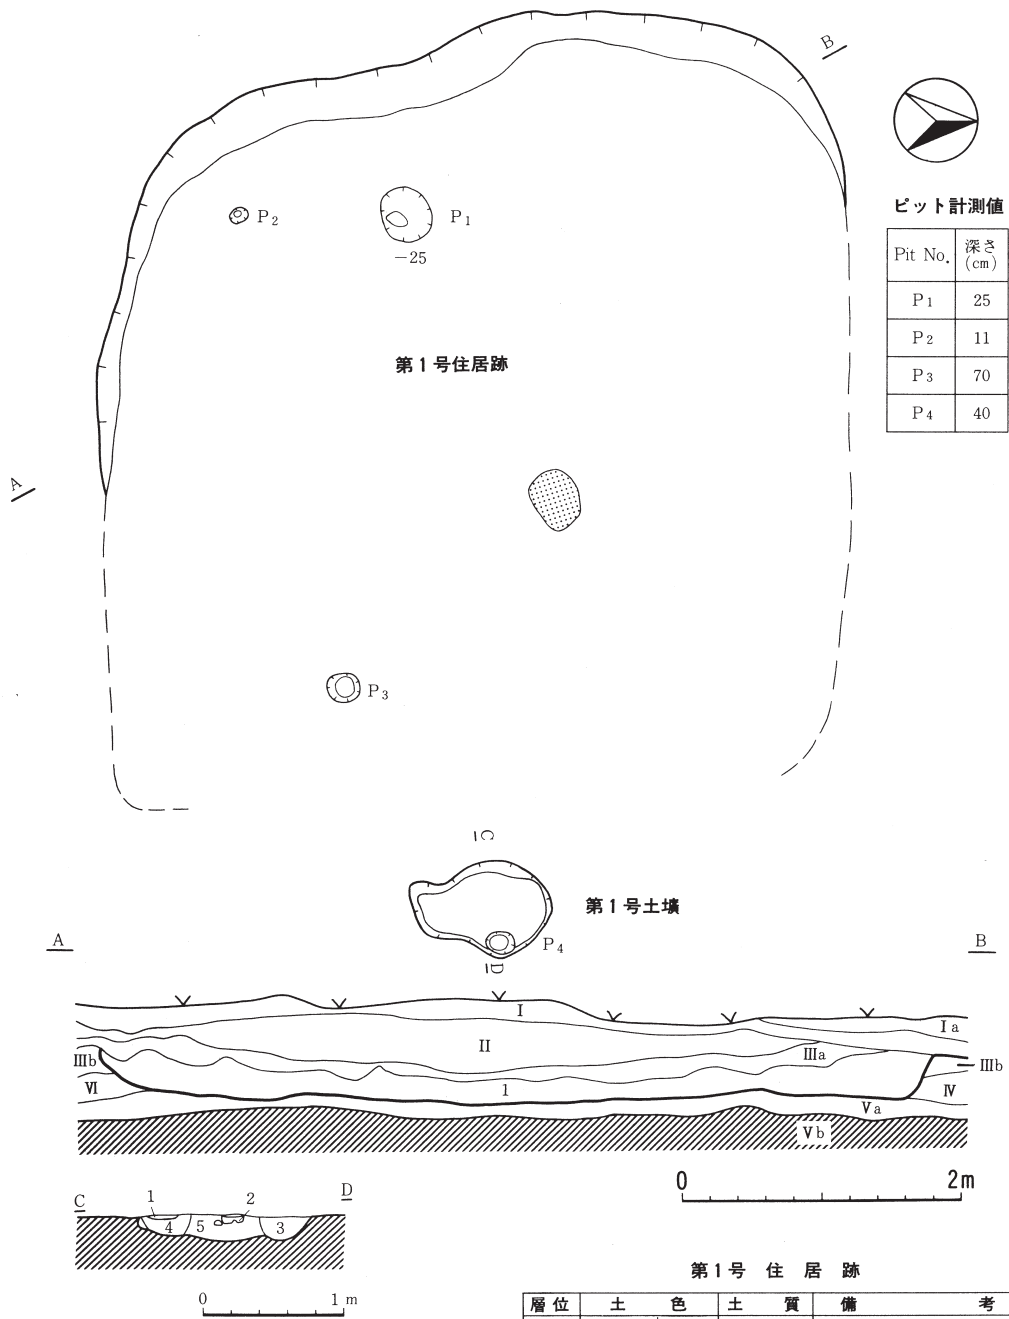 B
ピット計測値
Pit No. 深さ (cm)
P1 25
P2 11
P3 70
P4 40
P2
P1
−25
第1号住居跡
A
P3
C
第1号土壙
P4
D
A
B
I
Ia
II
IIIa
IIIb
IIIb
VI
1
IV
Va
Vb
0 2m
C
D
1
2
4
5
3
0 1m
第1号 住 居 跡
層位 土 色 土 質 備 考